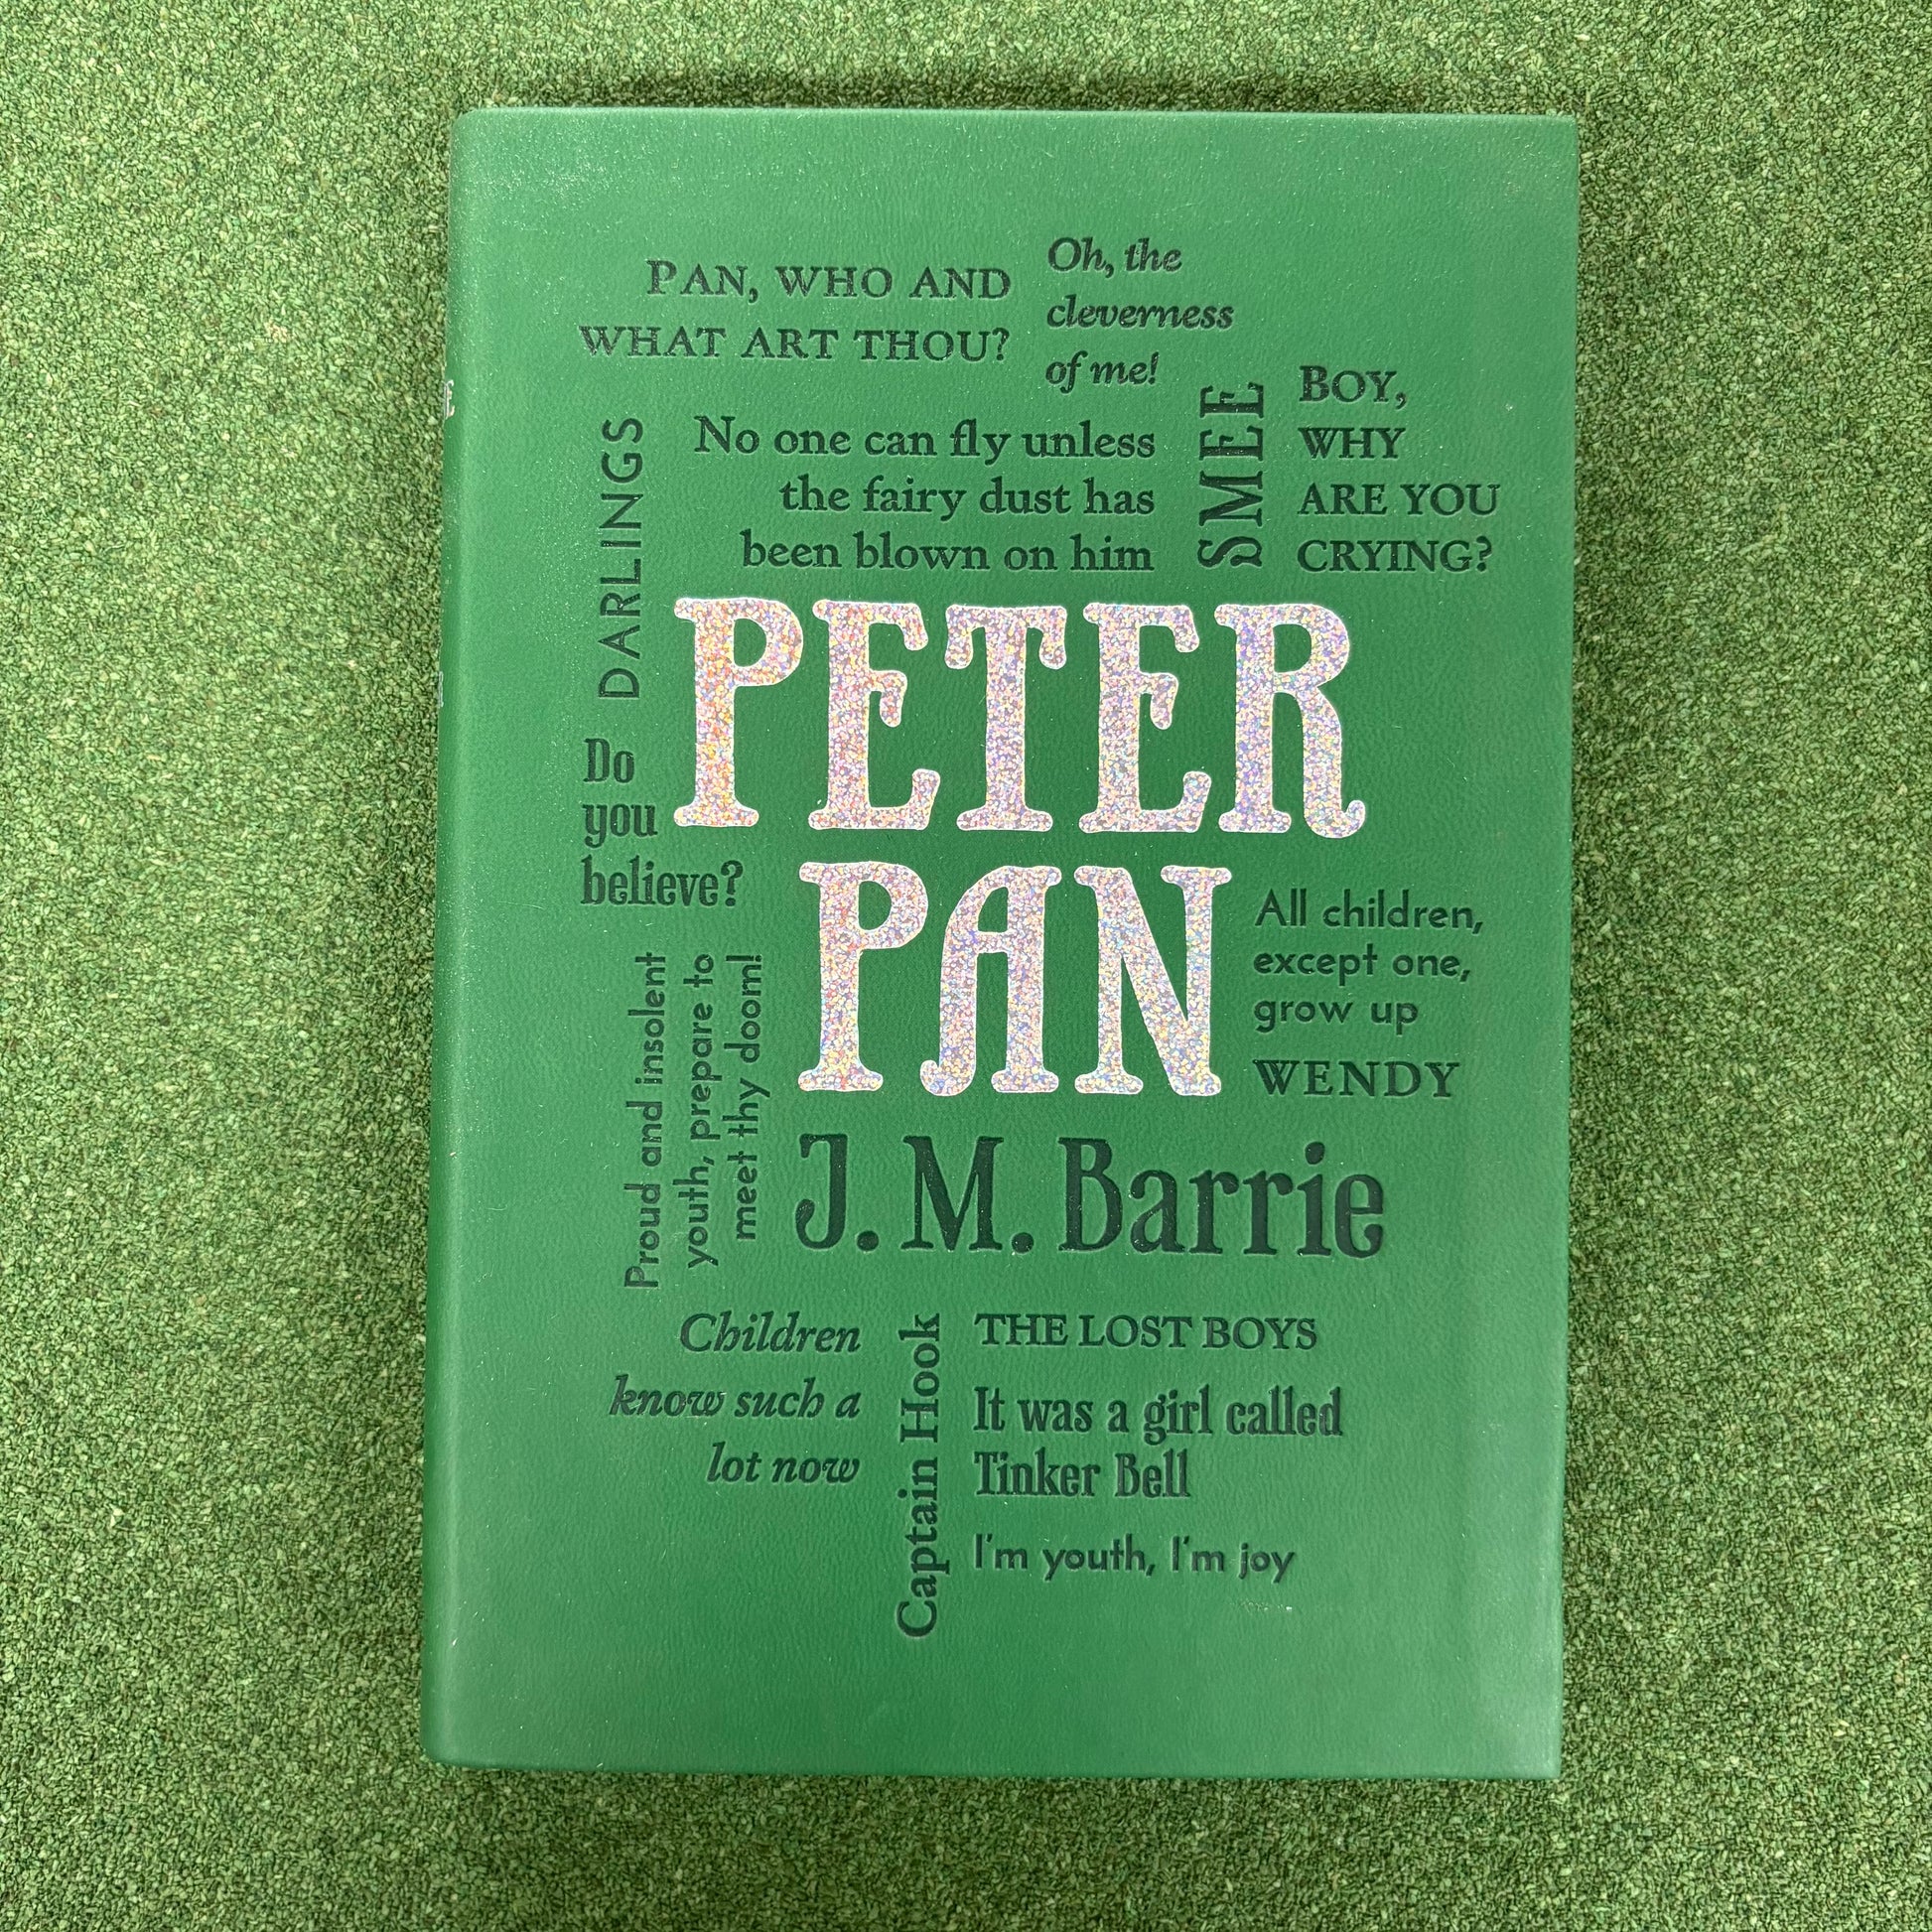 PAN, WHO AND
WHAT ART THOU?
Oh, the
cleverness
of me!
DARLINGS
No one can fly unless
the fairy dust has
been blown on him
SMEE
BOY,
WHY
ARE YOU
CRYING?
PETER
PAN
Do
you
believe?
All children,
except one,
grow up
WENDY
Proud and insolent
youth, prepare to
meet thy doom!
J. M. Barrie
Children
know such a
lot now
Captain Hook
THE LOST BOYS
It was a girl called
Tinker Bell
I'm youth, I'm joy